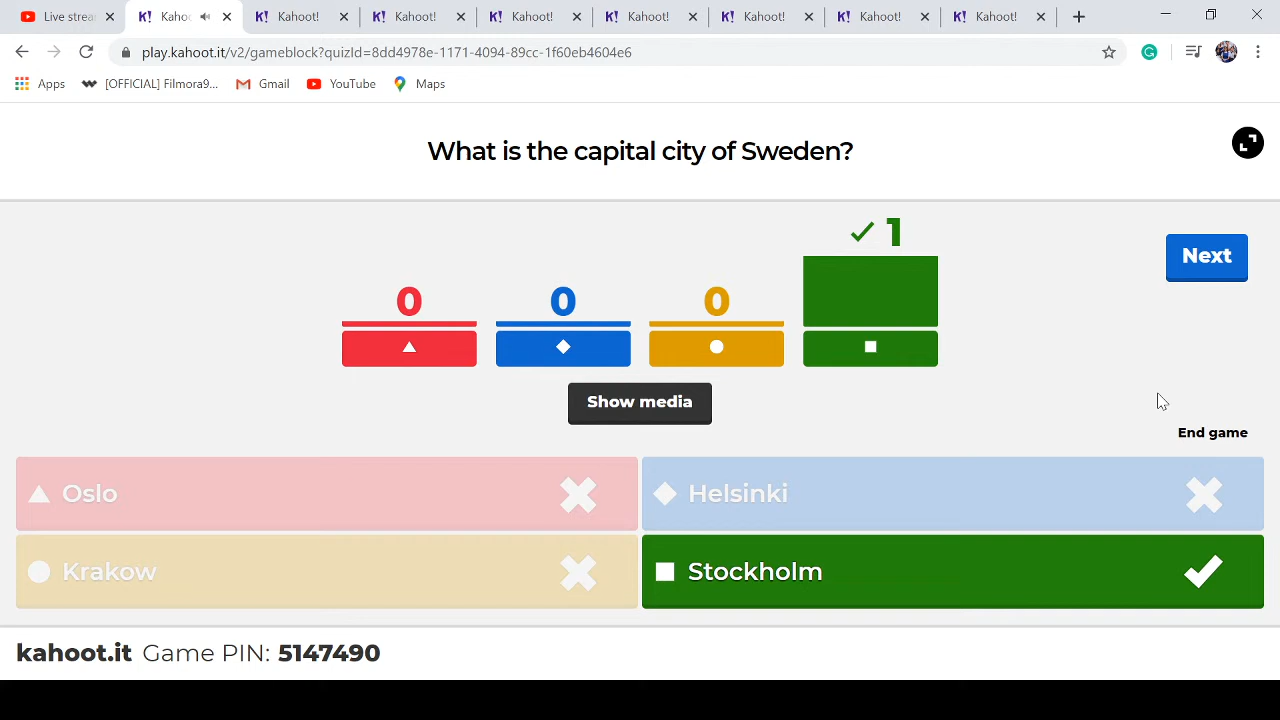 Live strea
K! Kahoo
K! Kahoot!
K! Kahoot!
K! Kahoot!
K! Kahoot!
K! Kahoot!
K! Kahoot!
K! Kahoot!
play.kahoot.it/v2/gameblock?quizId=8dd4978e-1171-4094-89cc-1f60eb4604e6
Apps
[OFFICIAL] Filmora9...
Gmail
YouTube
Maps
What is the capital city of Sweden?
0
0
0
1
Next
Show media
End game
Oslo
Helsinki
Krakow
Stockholm
kahoot.it Game PIN: 5147490